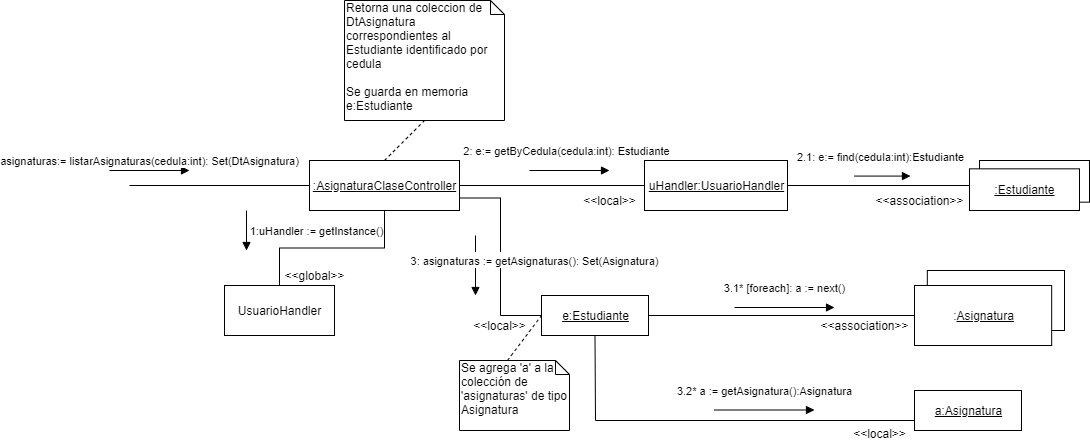 Retorna una coleccion de
DtAsignatura
correspondientes al
Estudiante identificado por
cedula
Se guarda en memoria
e:Estudiante
asignaturas:= listarAsignaturas(cedula:int): Set(DtAsignatura)
:AsignaturaClaseController
2: e:= getByCedula(cedula:int): Estudiante
<<local>>
uHandler:UsuarioHandler
2.1: e:= find(cedula:int):Estudiante
<<association>>
:Estudiante
1:uHandler := getInstance()
<<global>>
UsuarioHandler
3: asignaturas := getAsignaturas(): Set(Asignatura)
<<local>>
e:Estudiante
3.1* [foreach]: a := next()
<<association>>
:Asignatura
Se agrega 'a' a la
colección de
'asignaturas' de tipo
Asignatura
3.2* a := getAsignatura():Asignatura
<<local>>
a:Asignatura